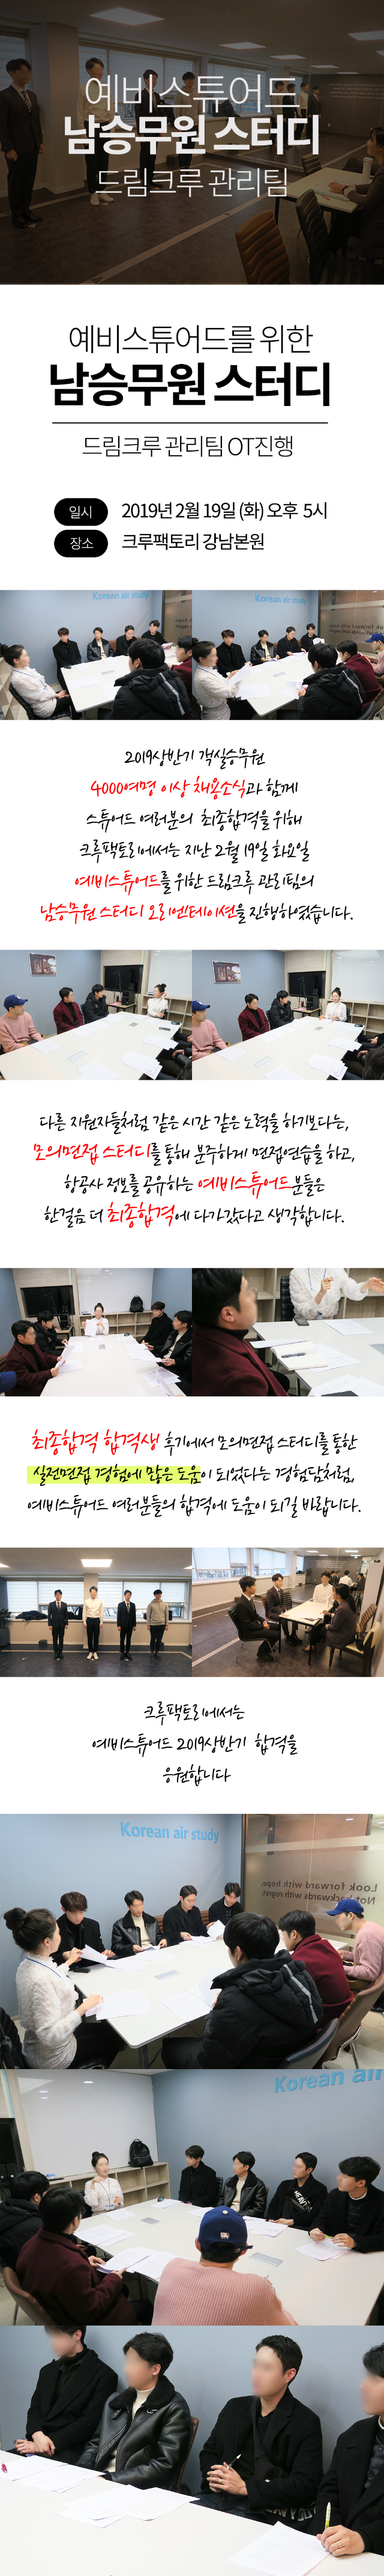 예비스튜어드
남승무원 스터디
드림크루 관리팀
예비스튜어드를 위한
남승무원 스터디
드림크루 관리팀 OT진행
일시 2019년 2월 19일 (화) 오후 5시
장소 크루팩토리 강남본원
Korean air study
Korean air study
2019상반기 객실승무원
4000여명 이상 채용소식과 함께
스튜어드 여러분의 최종합격을 위해
크루팩토리에서는 지난 2월 19일 화요일
예비스튜어드를 위한 드림크루 관리팀의
남승무원 스터디 오리엔테이션을 진행하였습니다.
다른 지원자들처럼 같은 시간 같은 노력을 하기보다는,
모의면접 스터디를 통해 분주하게 면접연습을 하고,
항공사 정보를 공유하는 예비스튜어드분들은
한걸음 더 최종합격에 다가갔다고 생각합니다.
최종합격 합격생 후기에서 모의면접 스터디를 통한
실전면접 경험에 많은 도움이 되었다는 경험담처럼,
예비스튜어드 여러분들의 합격에 도움이 되길 바랍니다.
크루팩토리에서는
예비스튜어드 2019상반기 합격을
응원합니다
Korean air study
Look forward with hope,
Not backwards with regret.
Korean air